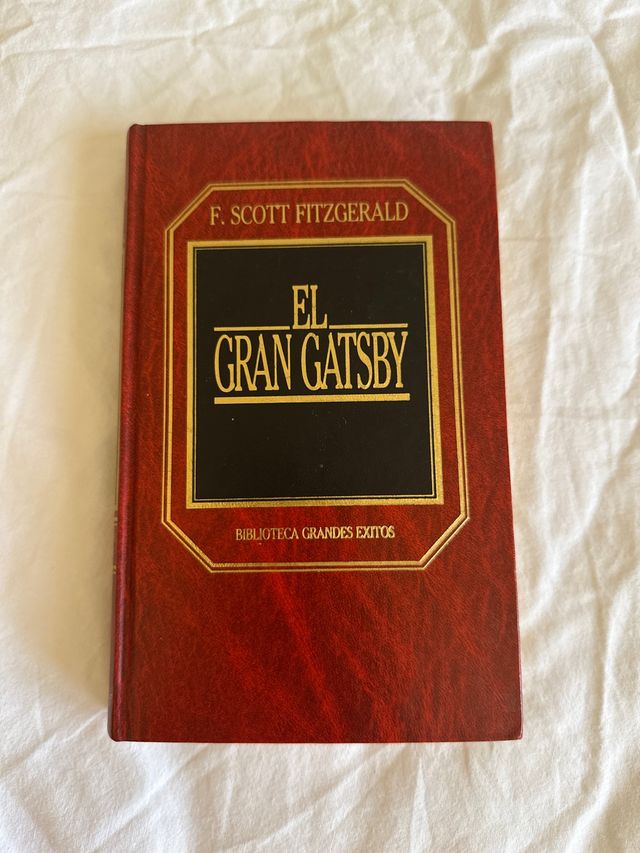 F. SCOTT FITZGERALD
EL
GRAN GATSBY
BIBLIOTECA GRANDES EXITOS